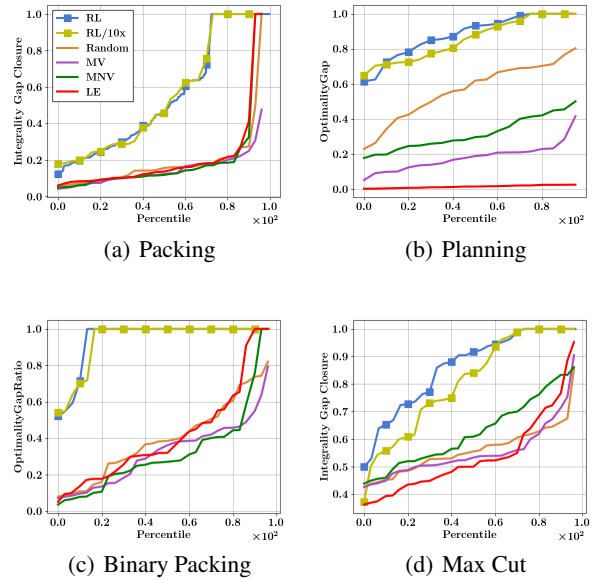 1.0
0.8
0.6
0.4
0.2
0.0
Integrality Gap Closure
RL
RL/10x
Random
MV
MNV
LE
0.0 0.2 0.4 0.6 0.8 1.0
Percentile
×10²
(a) Packing
1.0
0.8
0.6
0.4
0.2
0.0
OptimalityGap
0.0 0.2 0.4 0.6 0.8 1.0
Percentile
×10²
(b) Planning
1.0
0.8
0.6
0.4
0.2
0.0
OptimalityGapRatio
0.0 0.2 0.4 0.6 0.8 1.0
Percentile
×10²
(c) Binary Packing
1.0
0.9
0.8
0.7
0.6
0.5
0.4
Integrality Gap Closure
0.0 0.2 0.4 0.6 0.8 1.0
Percentile
×10²
(d) Max Cut